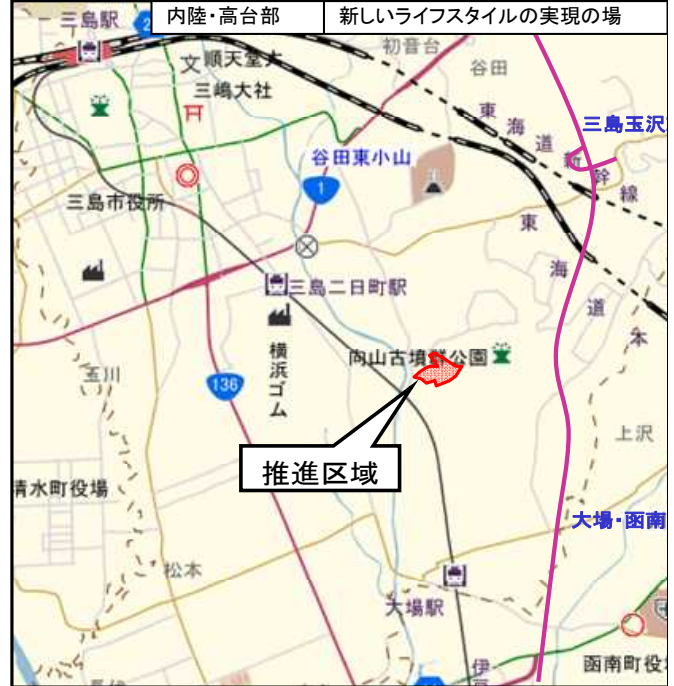 内陸・高台部
新しいライフスタイルの実現の場
三島駅
文 順天堂大
初音台
谷田
三嶋大社
東海道新幹線
三島玉沢
谷田東小山
1
三島市役所
東海道本
三島二日町駅
横浜ゴム
向山古墳群公園
玉川
136
上沢
推進区域
清水町役場
大場・函南
松本
大場駅
函南町役
伊